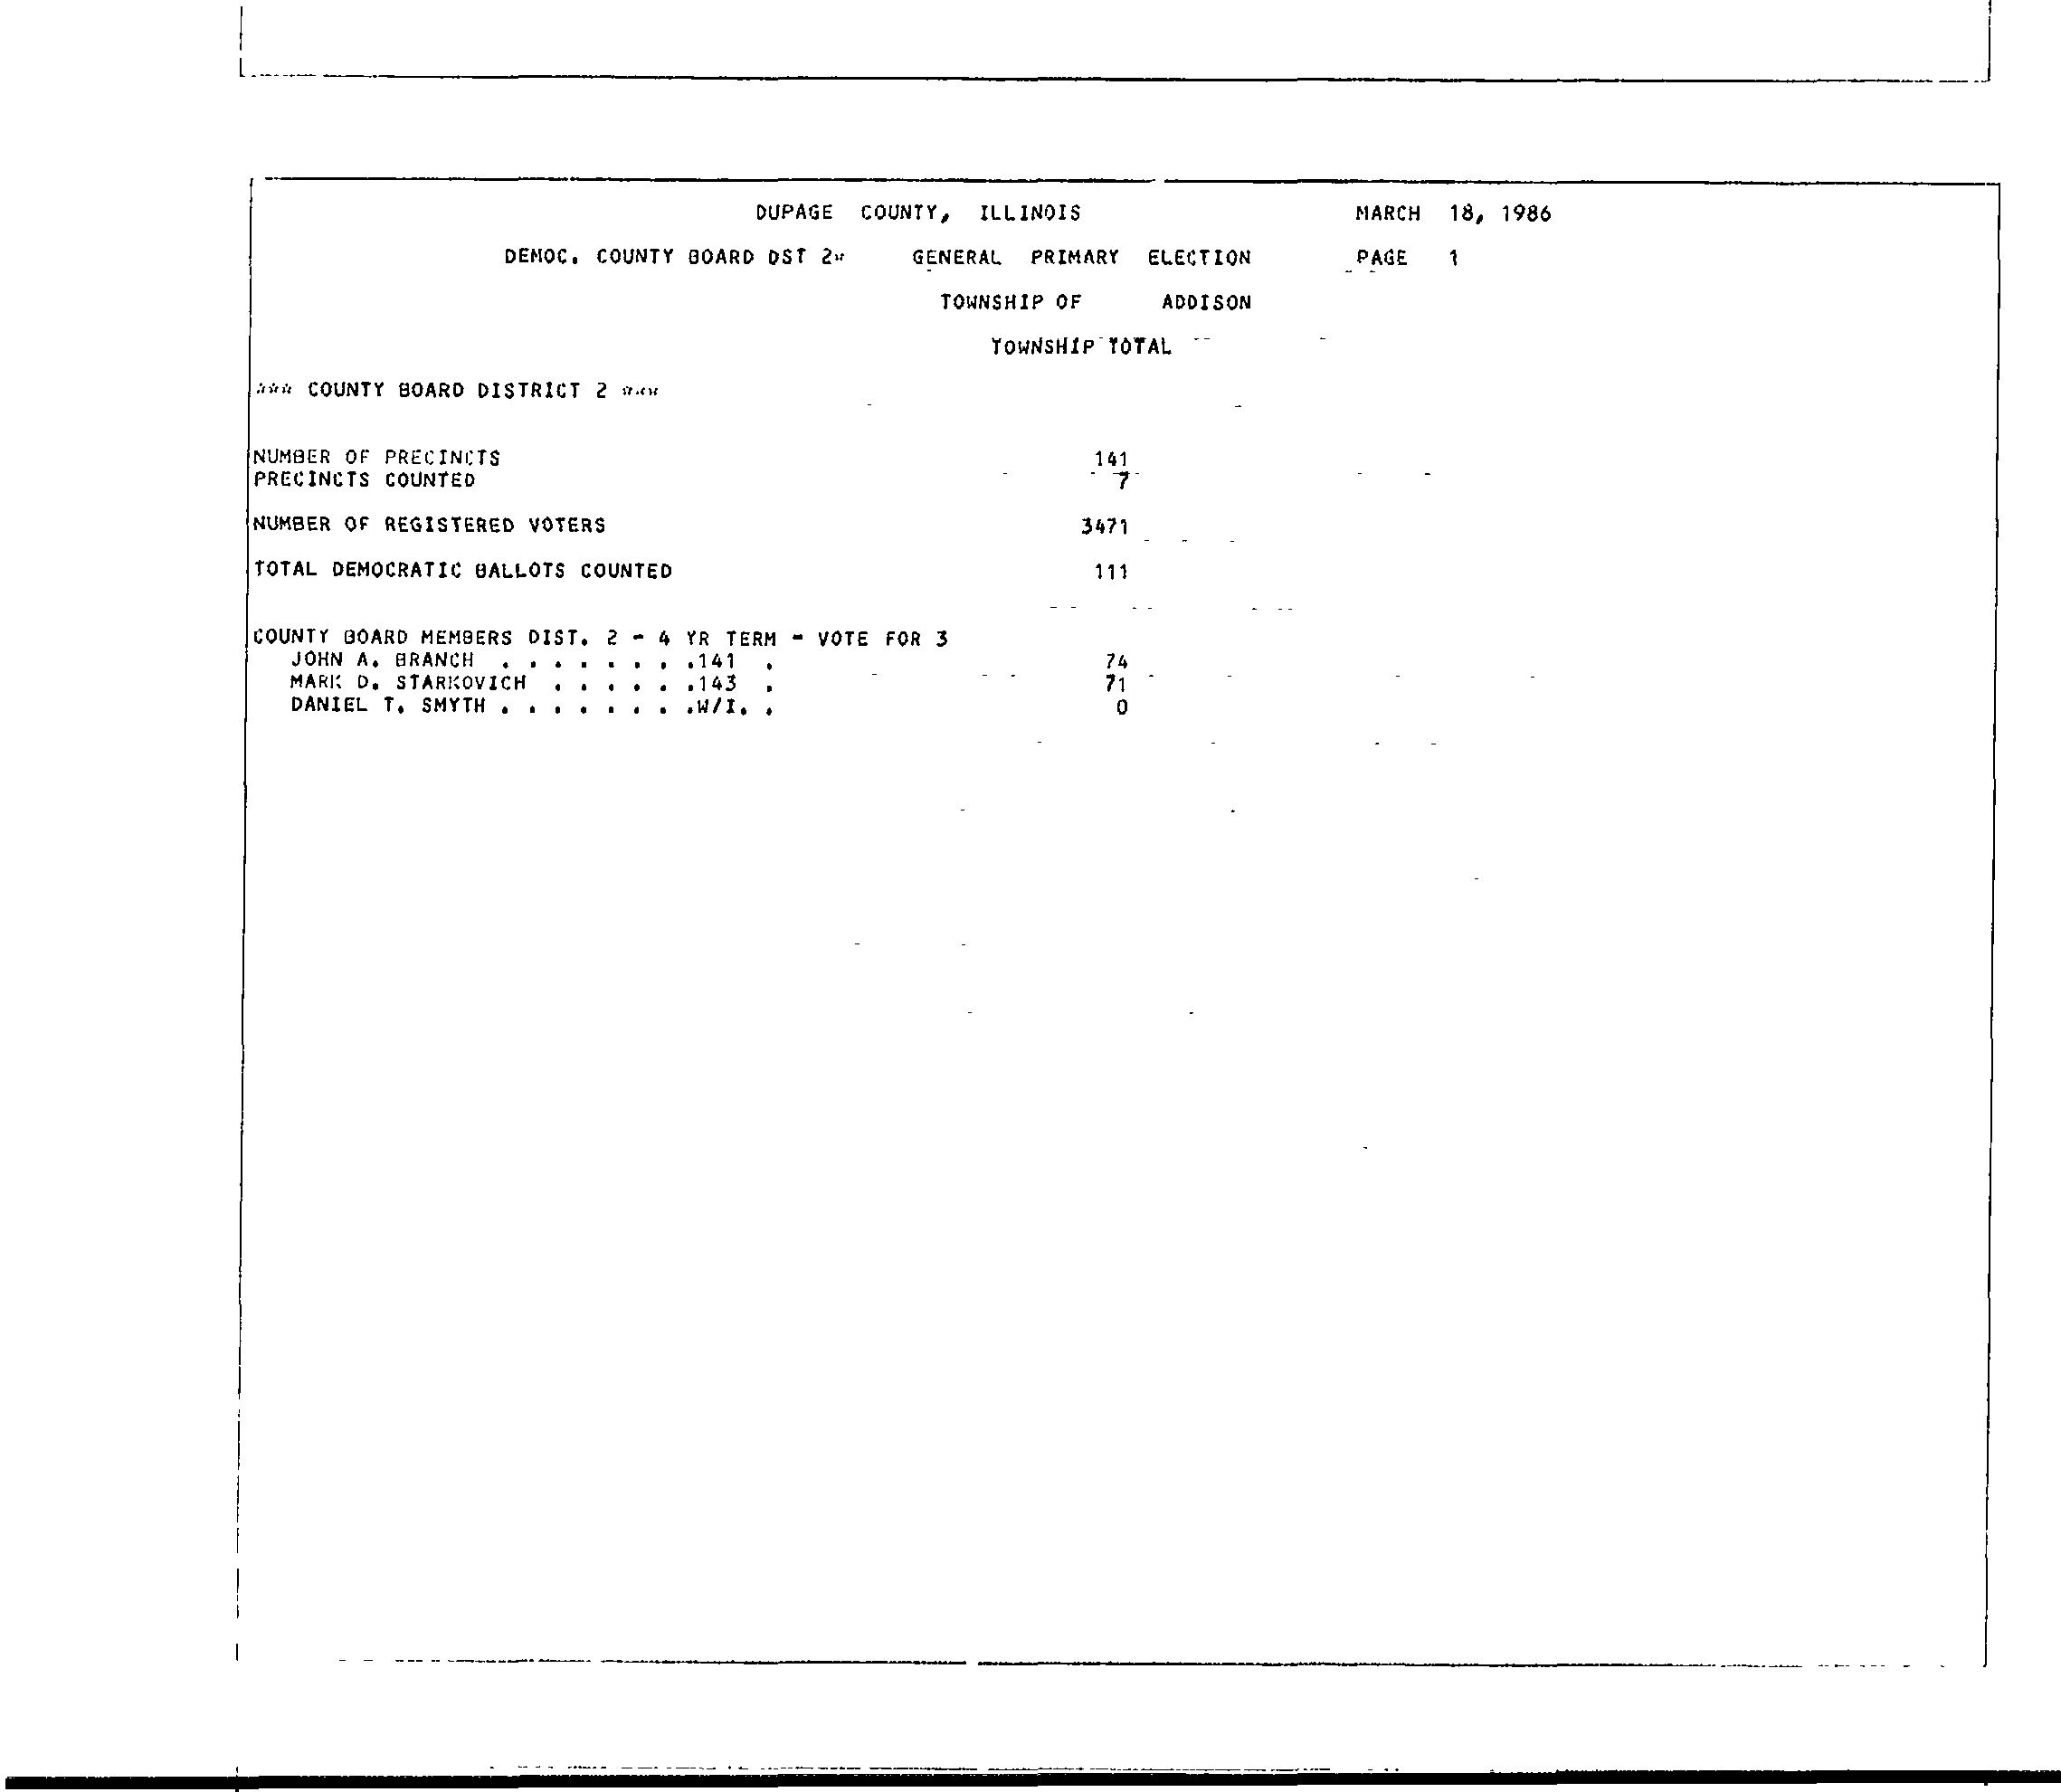 DUPAGE COUNTY, ILLINOIS MARCH 18, 1986
DEMOC. COUNTY BOARD DST 2* GENERAL PRIMARY ELECTION PAGE 1
TOWNSHIP OF ADDISON
TOWNSHIP TOTAL
*** COUNTY BOARD DISTRICT 2 ***
NUMBER OF PRECINCTS 141
PRECINCTS COUNTED 7
NUMBER OF REGISTERED VOTERS 3471
TOTAL DEMOCRATIC BALLOTS COUNTED 111
COUNTY BOARD MEMBERS DIST. 2 - 4 YR TERM - VOTE FOR 3
JOHN A. BRANCH . . . . . . . .141 . 74
MARK D. STARKOVICH . . . . . .143 . 71
DANIEL T. SMYTH . . . . . . . .W/I. . 0